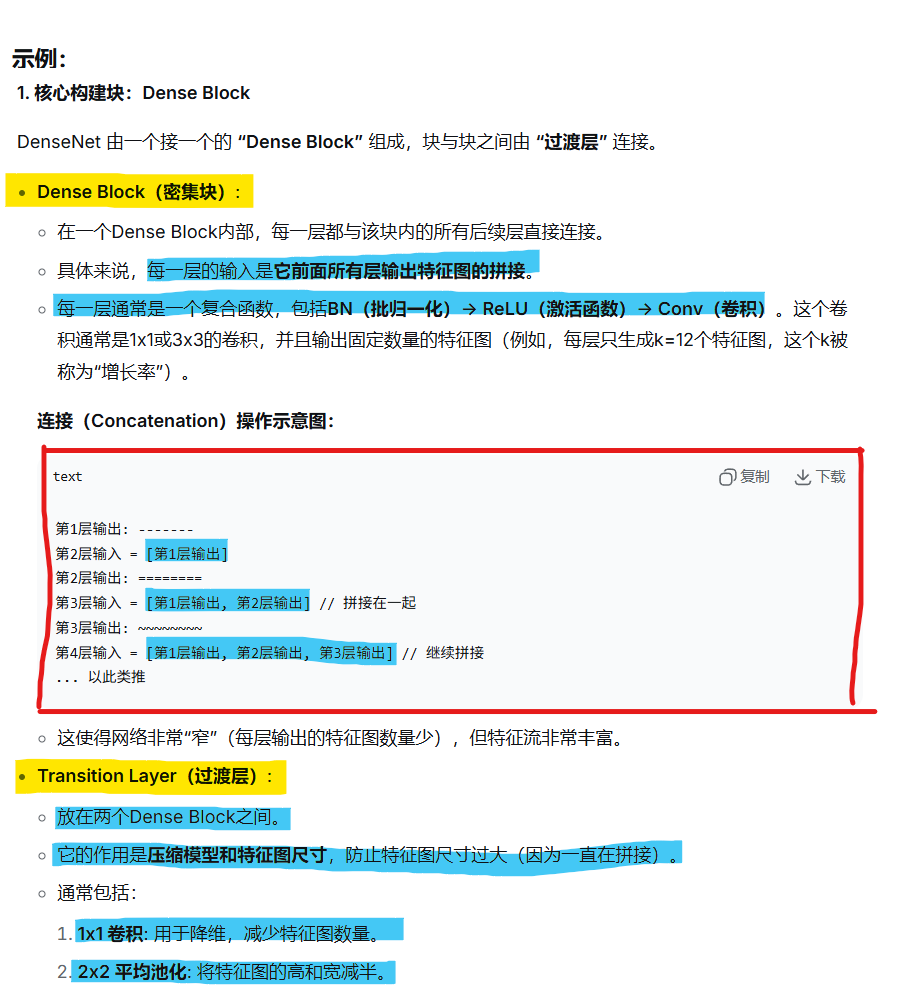 示例：
1. 核心构建块：Dense Block
DenseNet 由一个接一个的 “Dense Block” 组成，块与块之间由 “过渡层” 连接。
• Dense Block（密集块）:
◦ 在一个Dense Block内部，每一层都与该块内的所有后续层直接连接。
◦ 具体来说，每一层的输入是它前面所有层输出特征图的拼接。
◦ 每一层通常是一个复合函数，包括BN（批归一化）→ ReLU（激活函数）→ Conv（卷积）。这个卷
积通常是1x1或3x3的卷积，并且输出固定数量的特征图（例如，每层只生成k=12个特征图，这个k被
称为“增长率”）。
连接（Concatenation）操作示意图：
text 复制 下载
第1层输出: -------
第2层输入 = [第1层输出]
第2层输出: ========
第3层输入 = [第1层输出, 第2层输出] // 拼接在一起
第3层输出: ~~~~~~~~
第4层输入 = [第1层输出, 第2层输出, 第3层输出] // 继续拼接
... 以此类推
◦ 这使得网络非常“窄”（每层输出的特征图数量少），但特征流非常丰富。
• Transition Layer（过渡层）:
◦ 放在两个Dense Block之间。
◦ 它的作用是压缩模型和特征图尺寸，防止特征图尺寸过大（因为一直在拼接）。
◦ 通常包括：
1. 1x1 卷积: 用于降维，减少特征图数量。
2. 2x2 平均池化: 将特征图的高和宽减半。